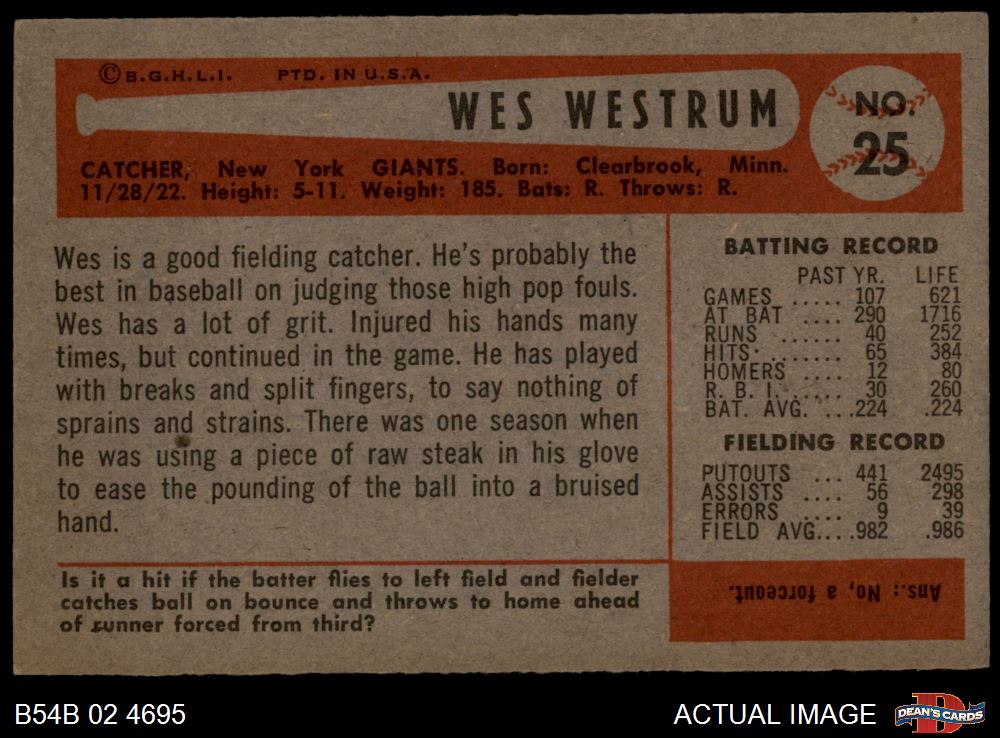 ©B.G.H.L.I. PTD. IN U.S.A.
WES WESTRUM
NO.
25
CATCHER, New York GIANTS. Born: Clearbrook, Minn.
11/28/22. Height: 5-11. Weight: 185. Bats: R. Throws: R.
Wes is a good fielding catcher. He's probably the
best in baseball on judging those high pop fouls.
Wes has a lot of grit. Injured his hands many
times, but continued in the game. He has played
with breaks and split fingers, to say nothing of
sprains and strains. There was one season when
he was using a piece of raw steak in his glove
to ease the pounding of the ball into a bruised
hand.
BATTING RECORD
PAST YR. LIFE
GAMES ..... 107 621
AT BAT .... 290 1716
RUNS ...... 40 252
HITS ....... 65 384
HOMERS .... 12 80
R. B. I. ...... 30 260
BAT. AVG. ....224 .224
FIELDING RECORD
PUTOUTS .... 441 2495
ASSISTS .... 56 298
ERRORS .... 9 39
FIELD AVG....982 .986
Is it a hit if the batter flies to left field and fielder
catches ball on bounce and throws to home ahead
of runner forced from third?
Ans.: No, a forceout.
B54B 02 4695
ACTUAL IMAGE
DEAN'S CARDS